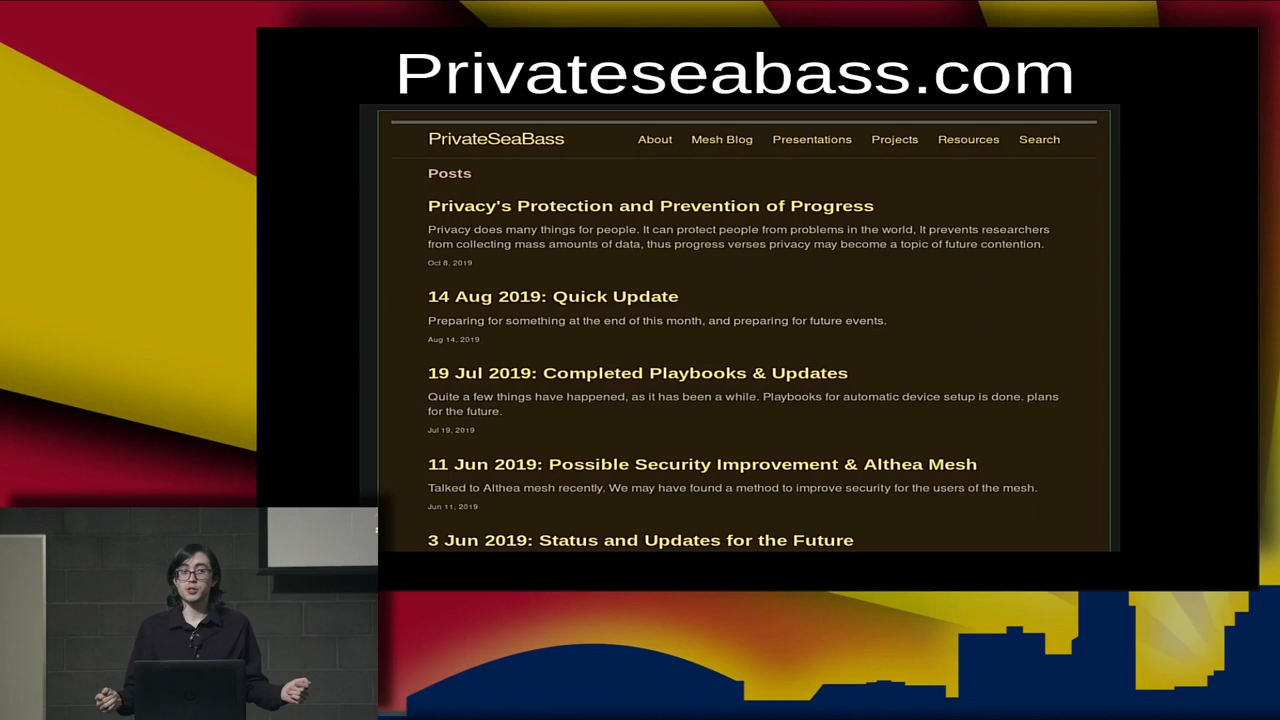 Privateseabass.com
PrivateSeaBass
About Mesh Blog Presentations Projects Resources Search
Posts
Privacy's Protection and Prevention of Progress
Privacy does many things for people. It can protect people from problems in the world, It prevents researchers
from collecting mass amounts of data, thus progress verses privacy may become a topic of future contention.
Oct 8, 2019
14 Aug 2019: Quick Update
Preparing for something at the end of this month, and preparing for future events.
Aug 14, 2019
19 Jul 2019: Completed Playbooks & Updates
Quite a few things have happened, as it has been a while. Playbooks for automatic device setup is done. plans
for the future.
Jul 19, 2019
11 Jun 2019: Possible Security Improvement & Althea Mesh
Talked to Althea mesh recently. We may have found a method to improve security for the users of the mesh.
Jun 11, 2019
3 Jun 2019: Status and Updates for the Future